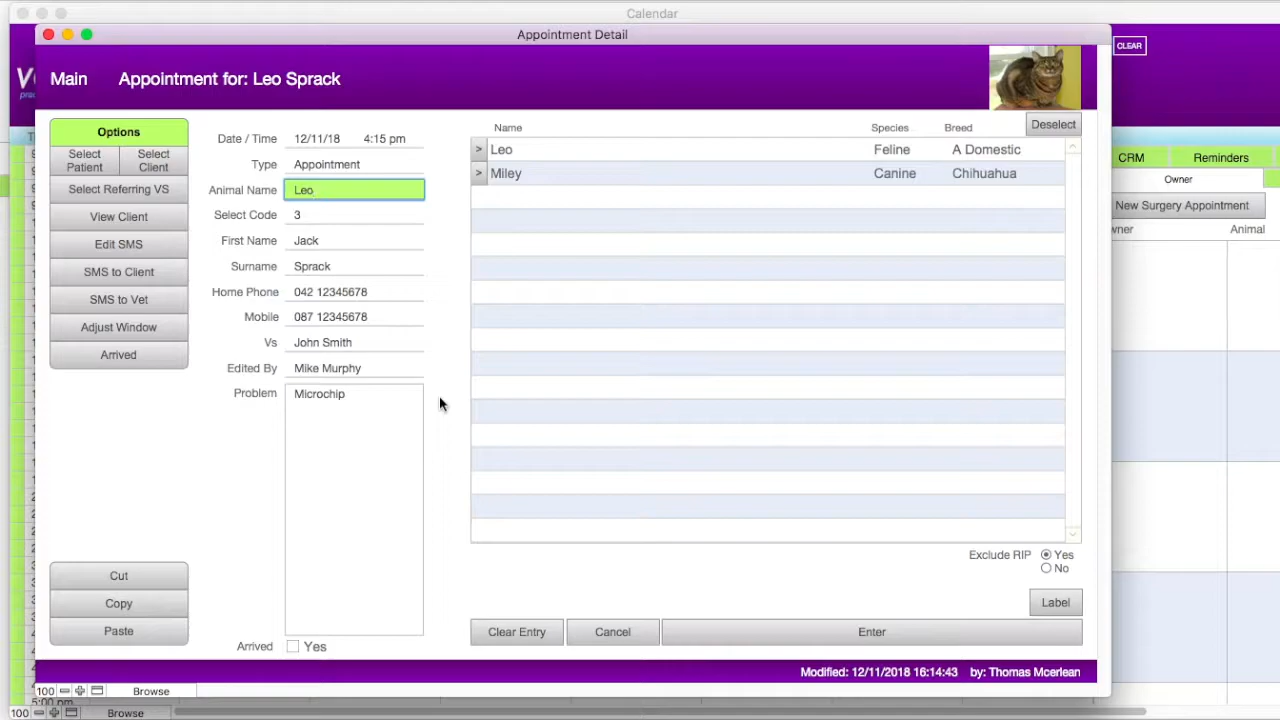 Calendar
Appointment Detail
CLEAR
Main Appointment for: Leo Sprack
Options
Select Patient Select Client
Select Referring VS
View Client
Edit SMS
SMS to Client
SMS to Vet
Adjust Window
Arrived
Cut
Copy
Paste
Date / Time 12/11/18 4:15 pm
Type Appointment
Animal Name Leo
Select Code 3
First Name Jack
Surname Sprack
Home Phone 042 12345678
Mobile 087 12345678
Vs John Smith
Edited By Mike Murphy
Problem Microchip
Arrived Yes
Name Species Breed Deselect
> Leo Feline A Domestic
> Miley Canine Chihuahua
Exclude RIP Yes
No
Label
Clear Entry Cancel Enter
Modified: 12/11/2018 16:14:43 by: Thomas Mcerlean
100 Browse
CRM Reminders
Owner
New Surgery Appointment
Animal
5:00 pm
100 Browse